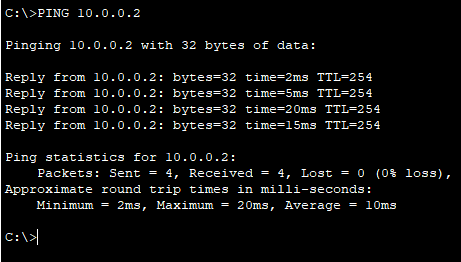 C:\>PING 10.0.0.2
Pinging 10.0.0.2 with 32 bytes of data:
Reply from 10.0.0.2: bytes=32 time=2ms TTL=254
Reply from 10.0.0.2: bytes=32 time=5ms TTL=254
Reply from 10.0.0.2: bytes=32 time=20ms TTL=254
Reply from 10.0.0.2: bytes=32 time=15ms TTL=254
Ping statistics for 10.0.0.2:
    Packets: Sent = 4, Received = 4, Lost = 0 (0% loss),
Approximate round trip times in milli-seconds:
    Minimum = 2ms, Maximum = 20ms, Average = 10ms
C:\>